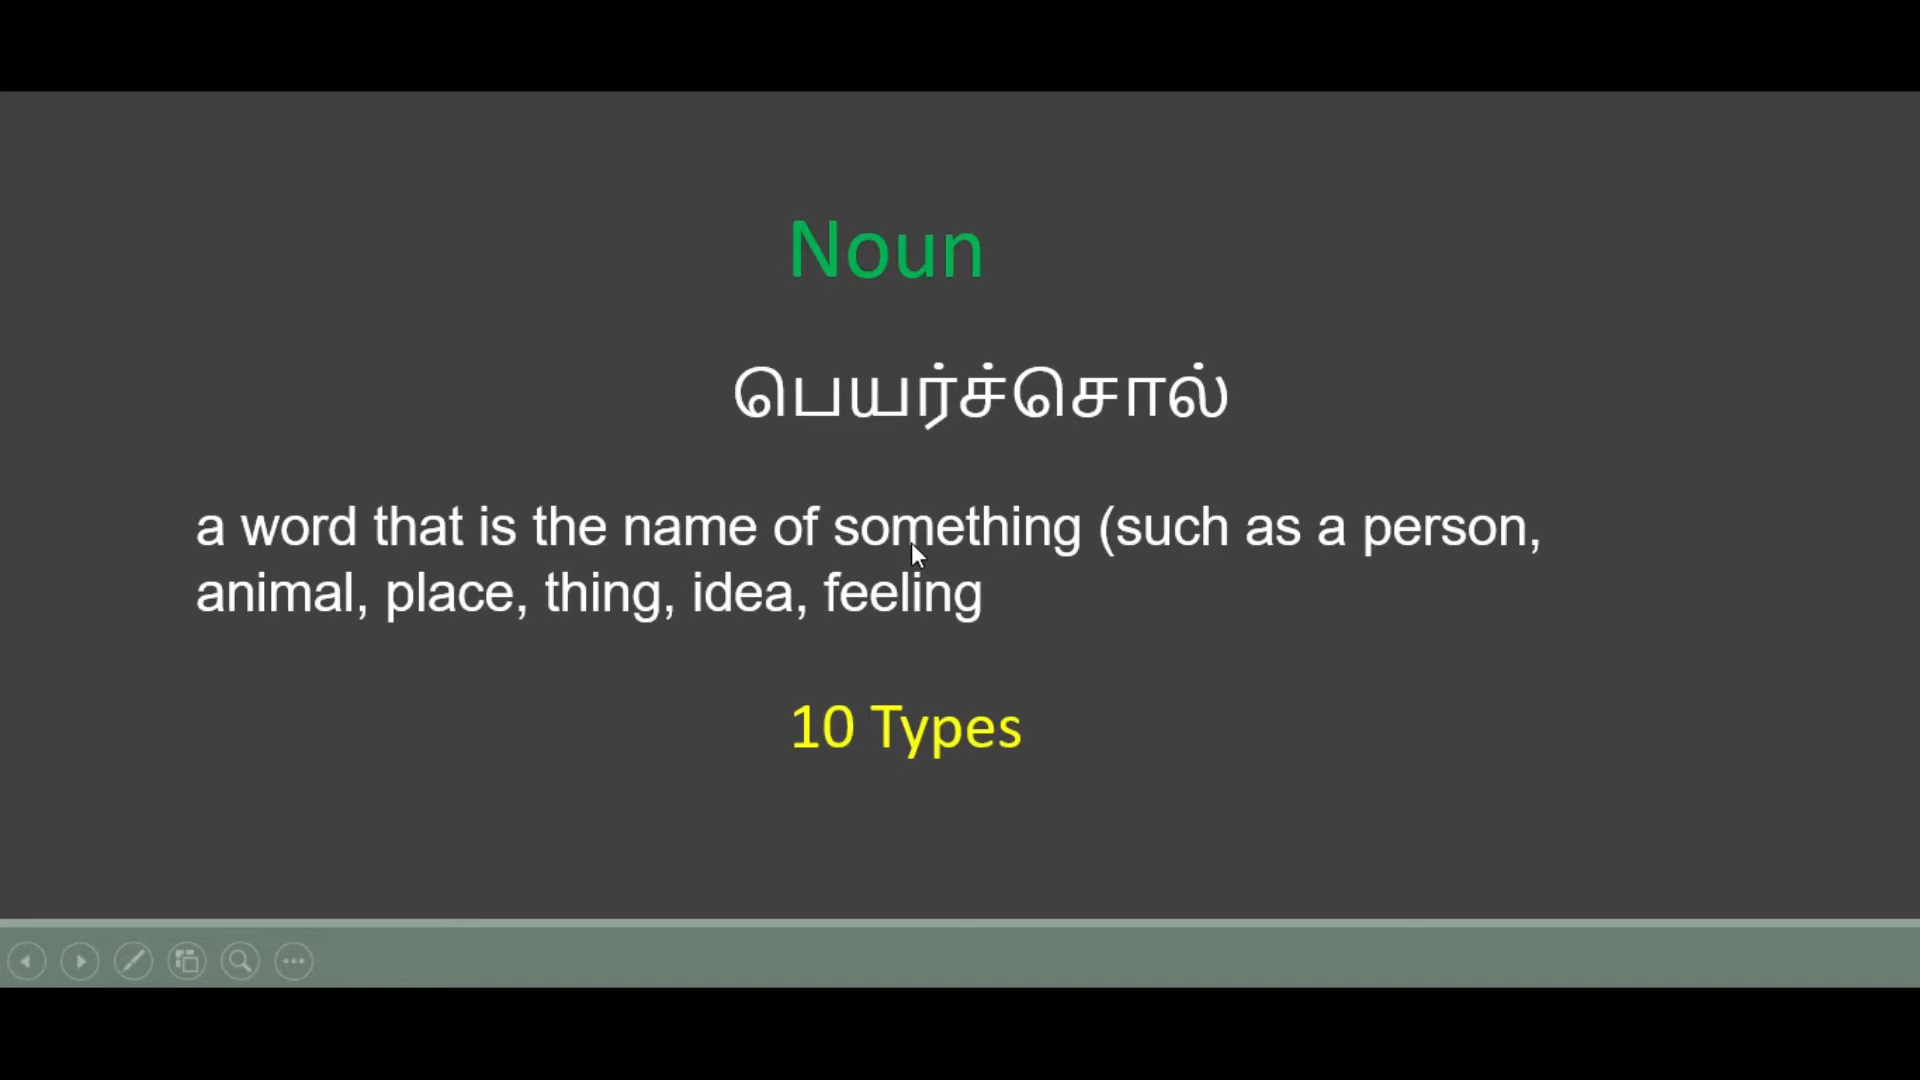 Noun
பெயர்ச்சொல்
a word that is the name of something (such as a person,
animal, place, thing, idea, feeling
10 Types